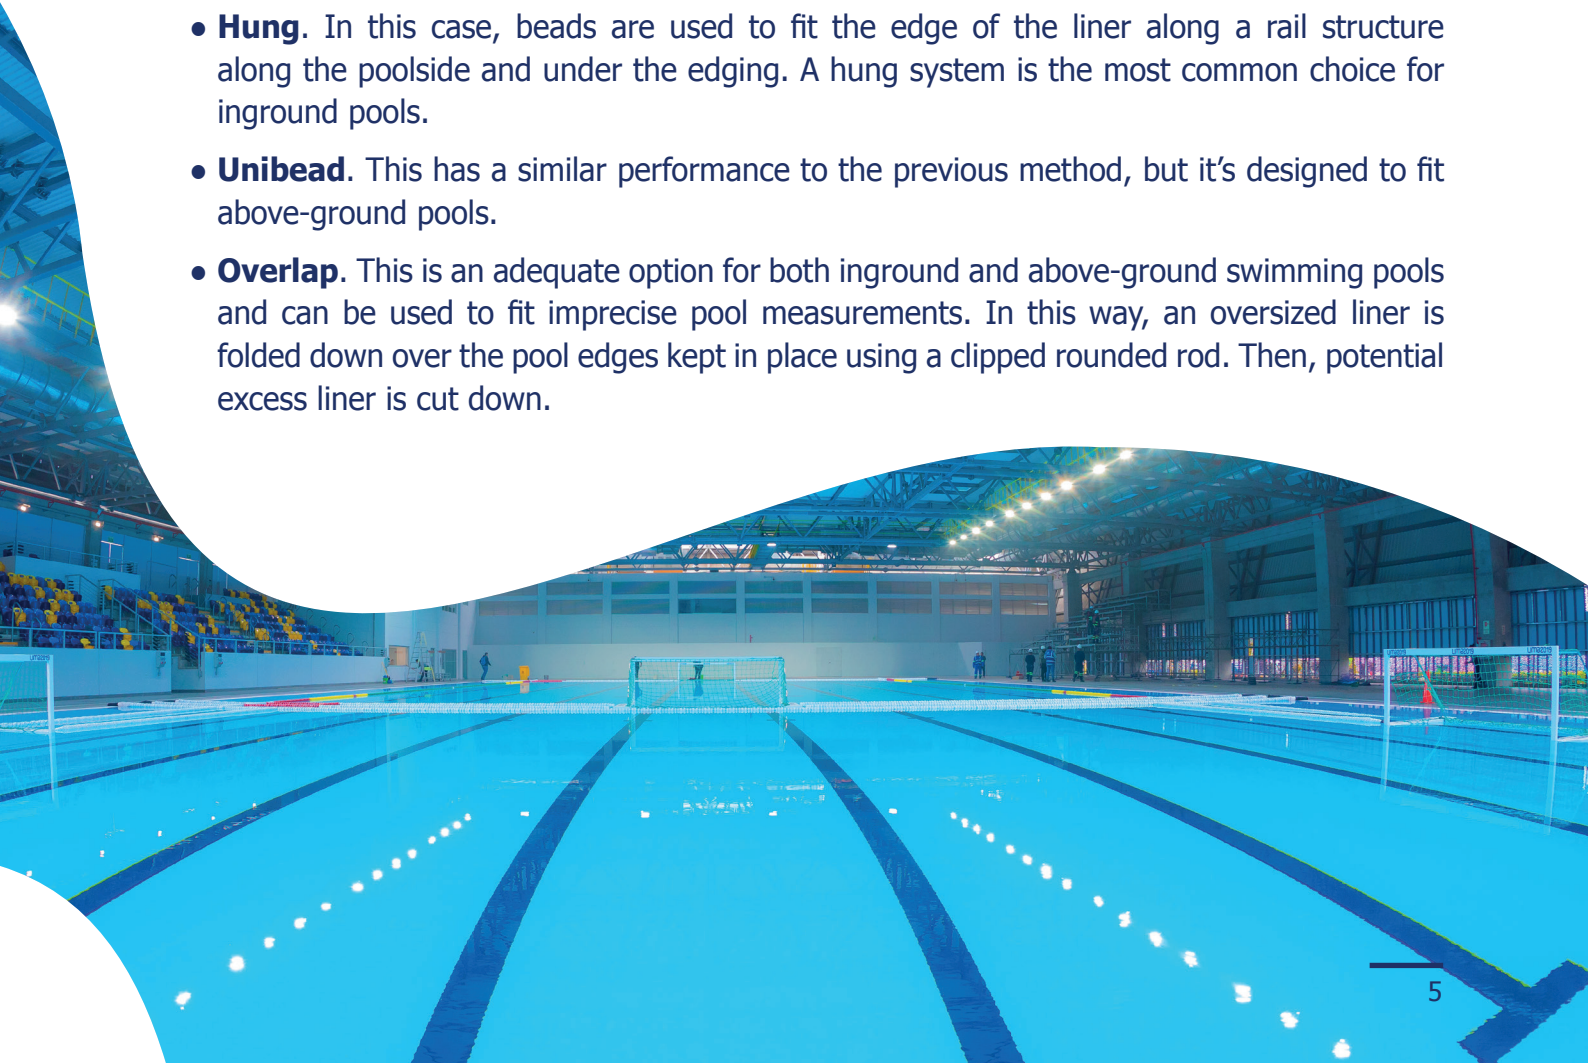 ● Hung. In this case, beads are used to fit the edge of the liner along a rail structure
along the poolside and under the edging. A hung system is the most common choice for
inground pools.
● Unibead. This has a similar performance to the previous method, but it’s designed to fit
above-ground pools.
● Overlap. This is an adequate option for both inground and above-ground swimming pools
and can be used to fit imprecise pool measurements. In this way, an oversized liner is
folded down over the pool edges kept in place using a clipped rounded rod. Then, potential
excess liner is cut down.
5